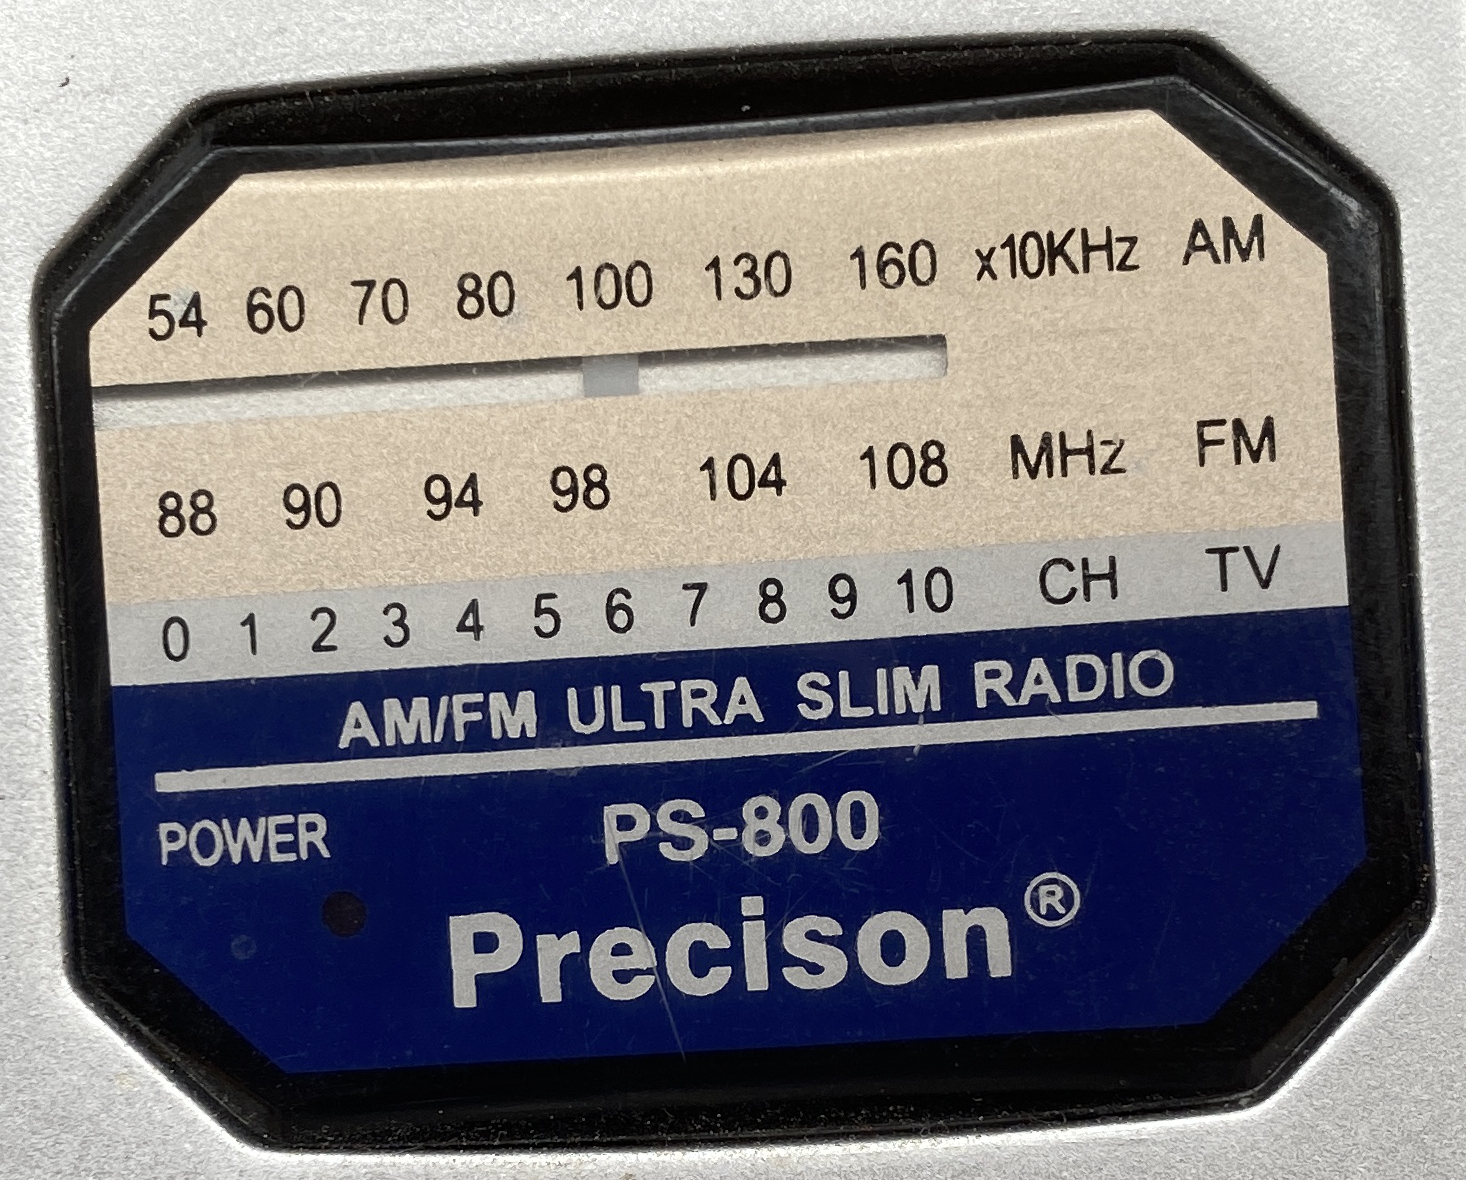 54 60 70 80 100 130 160 x10KHz AM
88 90 94 98 104 108 MHz FM
0 1 2 3 4 5 6 7 8 9 10 CH TV
AM/FM ULTRA SLIM RADIO
POWER PS-800
Precison®